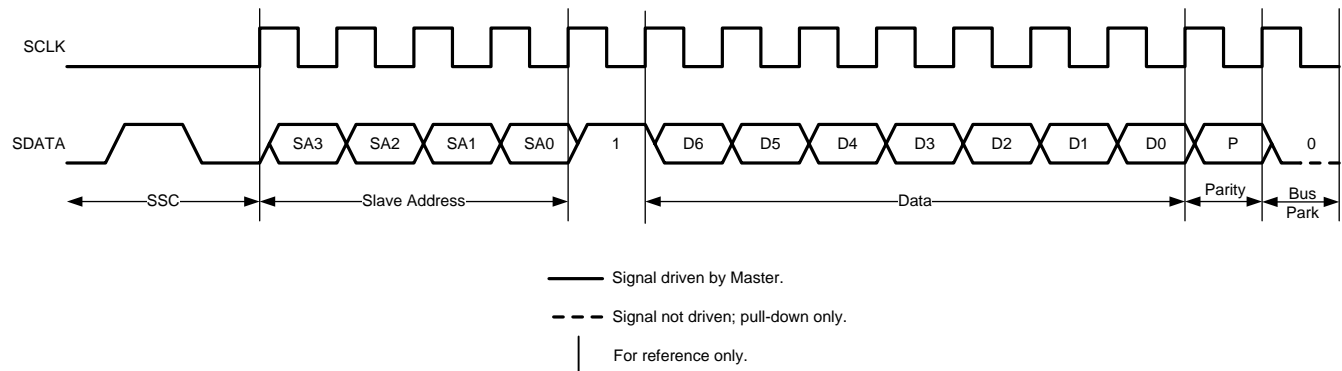 SCLK
SDATA SA3 SA2 SA1 SA0 1 D6 D5 D4 D3 D2 D1 D0 P 0
SSC Slave Address Data Parity Bus Park
Signal driven by Master.
Signal not driven; pull-down only.
For reference only.